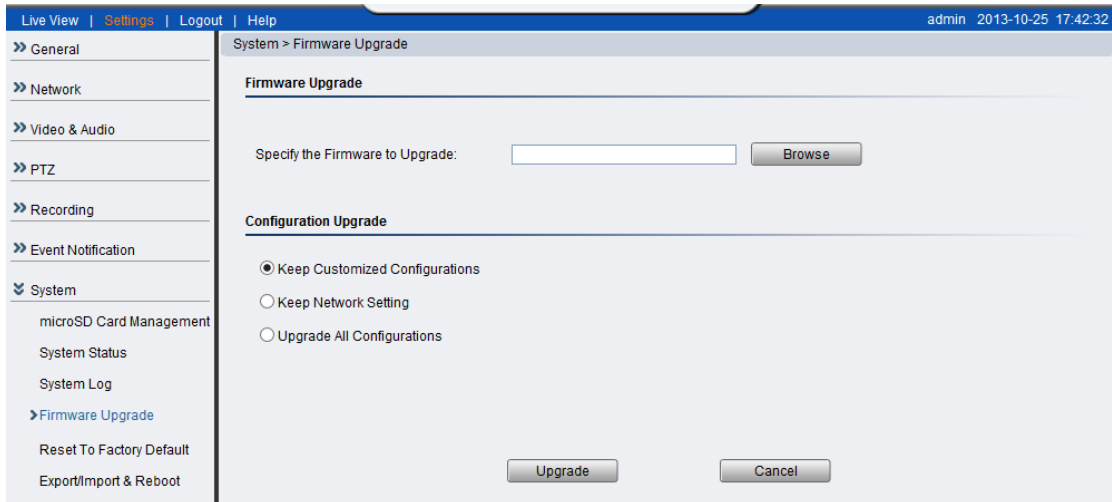 Live View | Settings | Logout | Help admin 2013-10-25 17:42:32
General
Network
Video & Audio
PTZ
Recording
Event Notification
System
microSD Card Management
System Status
System Log
Firmware Upgrade
Reset To Factory Default
Export/Import & Reboot
System > Firmware Upgrade
Firmware Upgrade
Specify the Firmware to Upgrade: Browse
Configuration Upgrade
Keep Customized Configurations
Keep Network Setting
Upgrade All Configurations
Upgrade Cancel